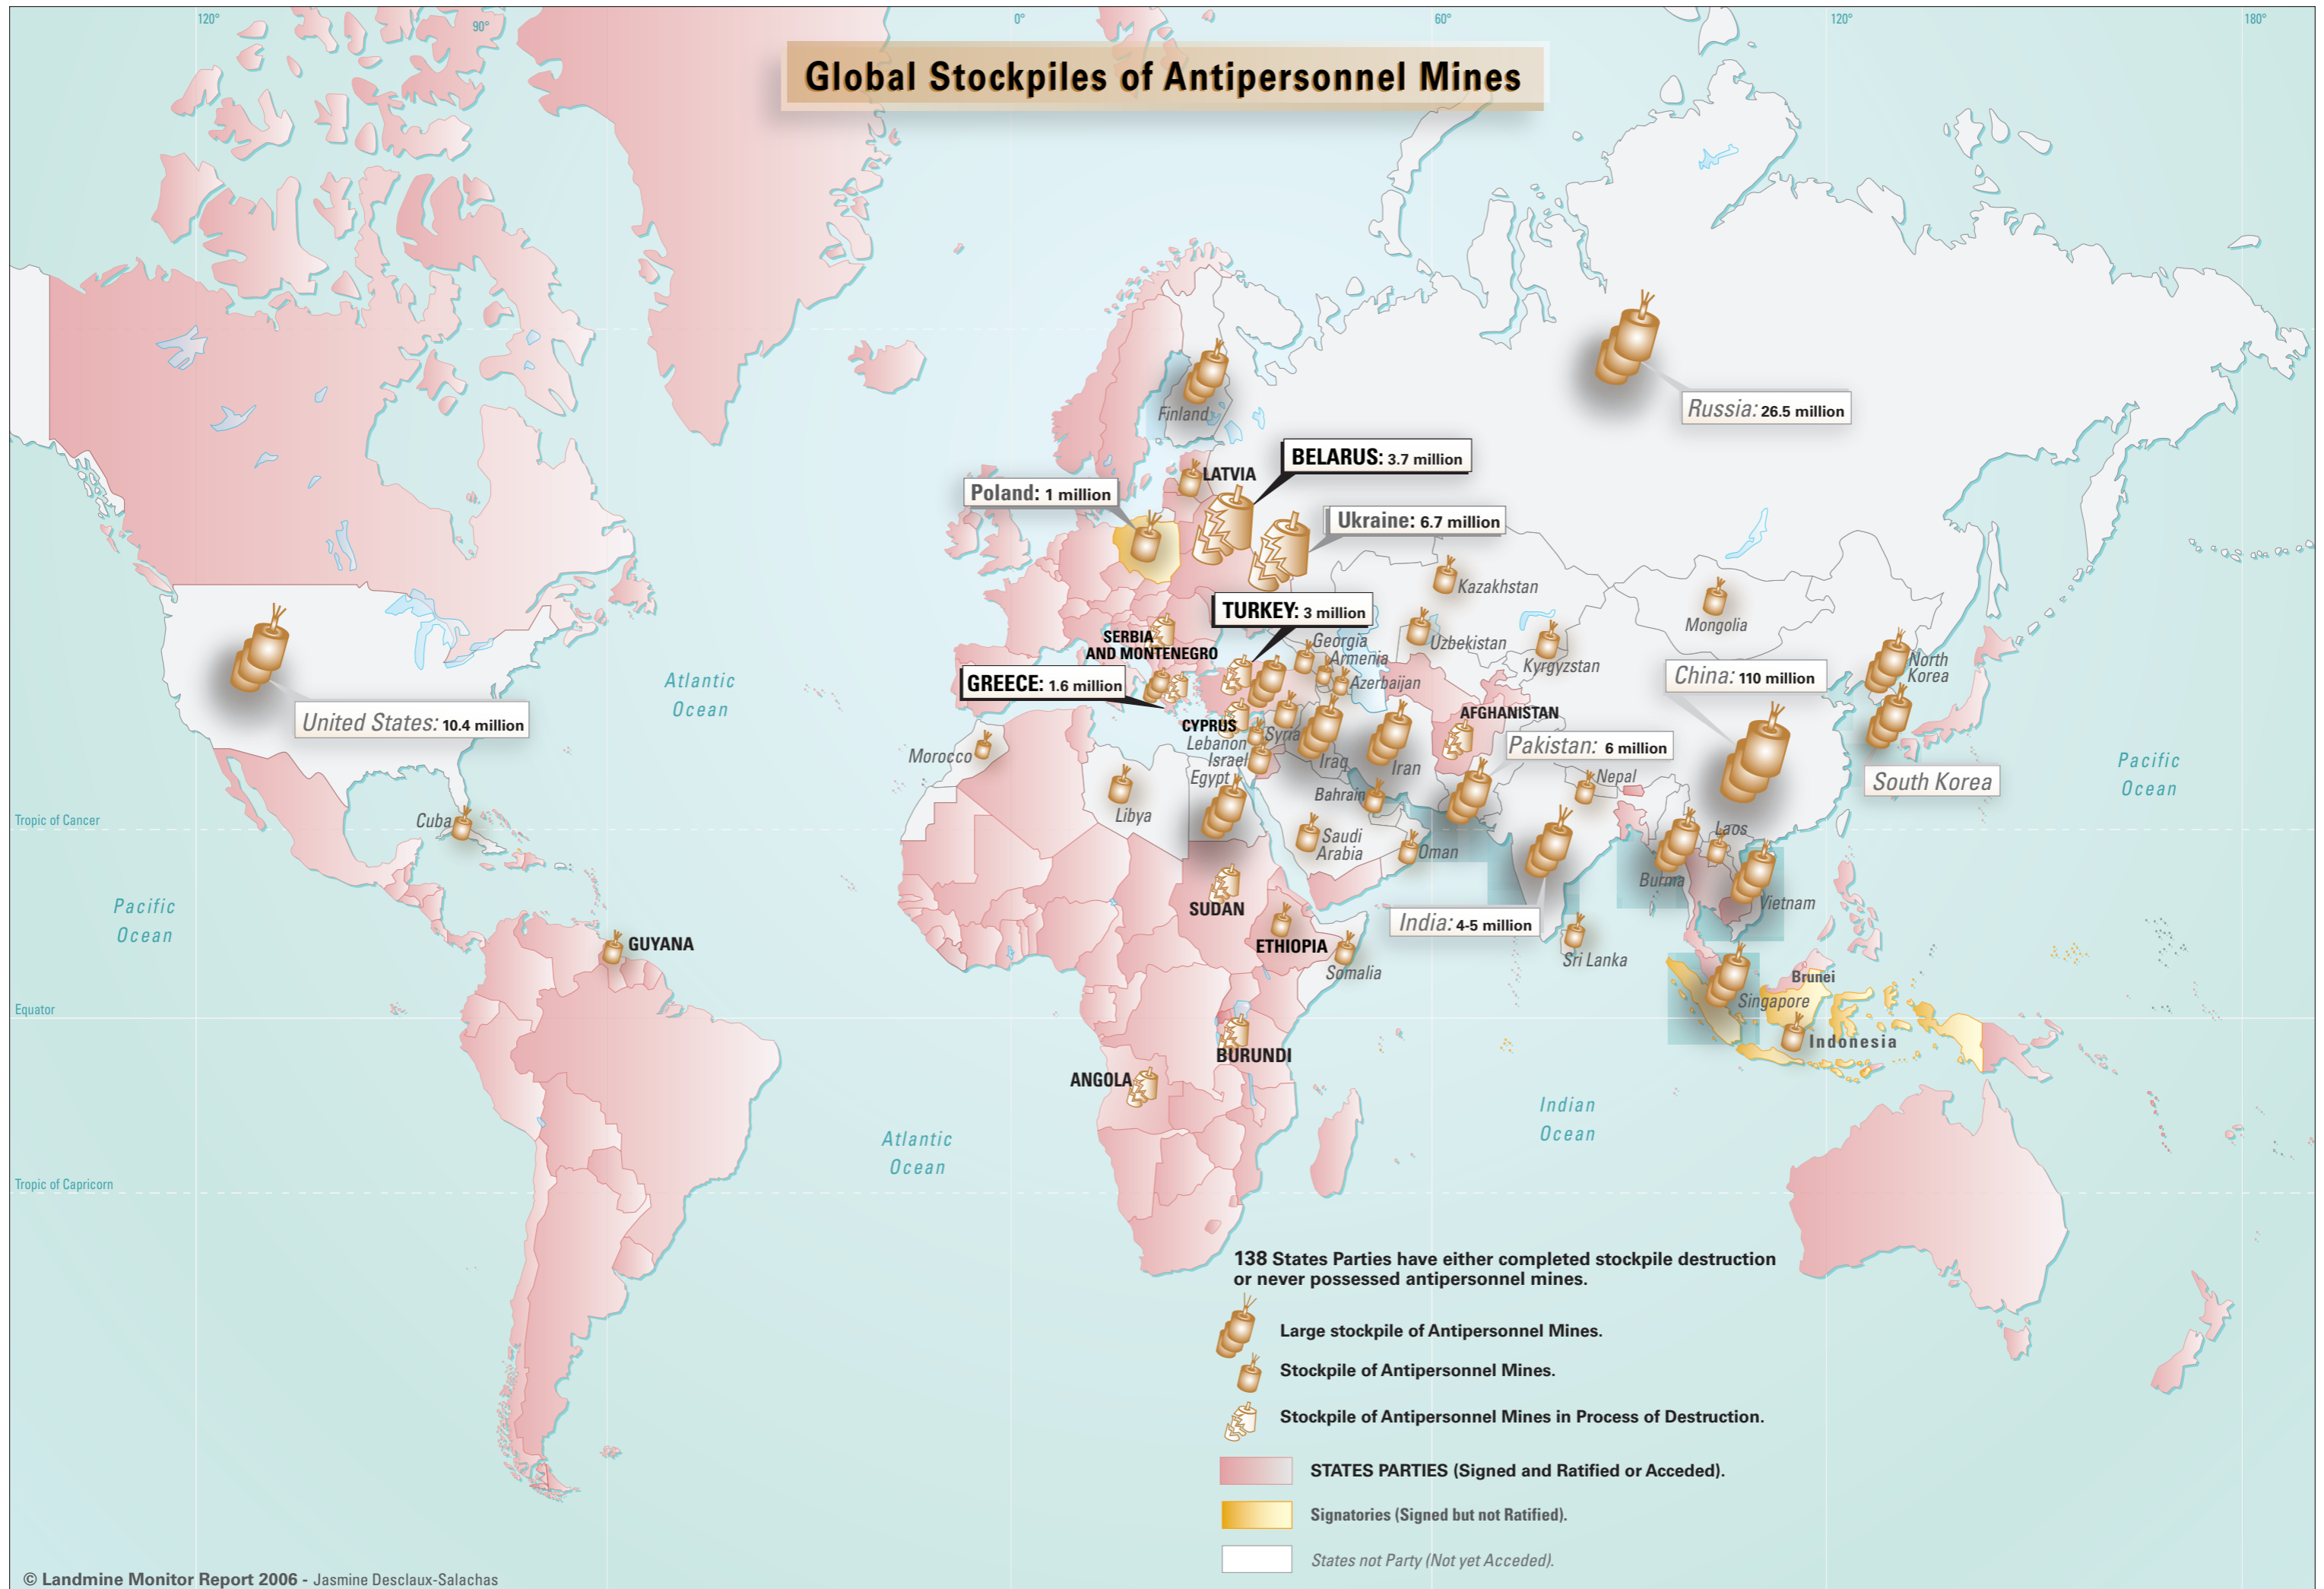 120°
90°
0°
60°
120°
180°
Global Stockpiles of Antipersonnel Mines
Russia: 26.5 million
Finland
BELARUS: 3.7 million
LATVIA
Poland: 1 million
Ukraine: 6.7 million
Kazakhstan
TURKEY: 3 million
Mongolia
SERBIA
AND MONTENEGRO
Georgia
Armenia
Uzbekistan
Kyrgyzstan
North
Korea
Azerbaijan
GREECE: 1.6 million
China: 110 million
Atlantic
Ocean
United States: 10.4 million
CYPRUS
AFGHANISTAN
Syria
Lebanon
Pakistan: 6 million
Morocco
Israel
Iraq
Iran
Egypt
Nepal
Pacific
Ocean
South Korea
Bahrain
Libya
Tropic of Cancer
Cuba
Saudi
Arabia
Oman
Laos
Burma
Vietnam
Pacific
Ocean
SUDAN
India: 4-5 million
GUYANA
ETHIOPIA
Somalia
Sri Lanka
Brunei
Singapore
Equator
Indonesia
BURUNDI
ANGOLA
Indian
Ocean
Atlantic
Ocean
Tropic of Capricorn
138 States Parties have either completed stockpile destruction
or never possessed antipersonnel mines.
Large stockpile of Antipersonnel Mines.
Stockpile of Antipersonnel Mines.
Stockpile of Antipersonnel Mines in Process of Destruction.
STATES PARTIES (Signed and Ratified or Acceded).
Signatories (Signed but not Ratified).
States not Party (Not yet Acceded).
© Landmine Monitor Report 2006 - Jasmine Desclaux-Salachas